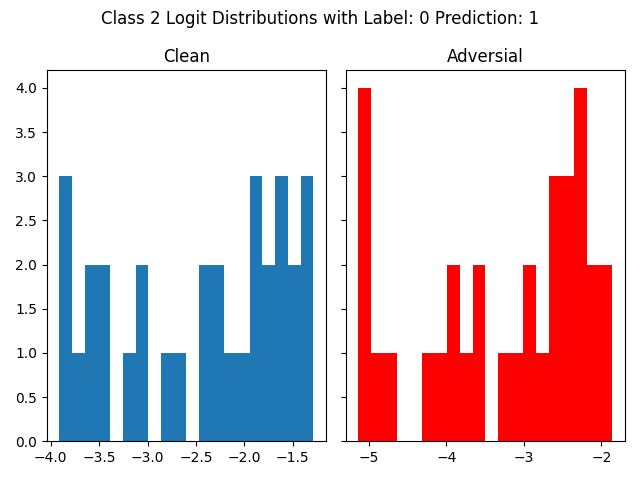 Class 2 Logit Distributions with Label: 0 Prediction: 1
Clean
Adversial
4.0
3.5
3.0
2.5
2.0
1.5
1.0
0.5
0.0
−4.0 −3.5 −3.0 −2.5 −2.0 −1.5
−5 −4 −3 −2